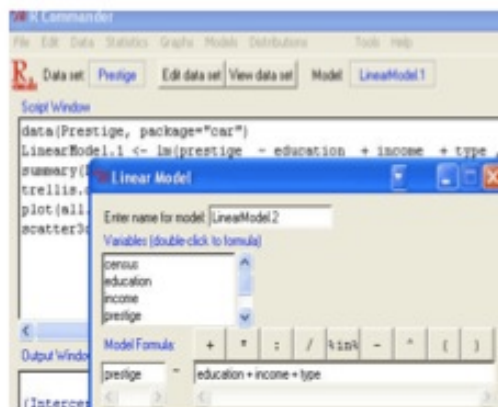 R Commander
File Edit Data Statistics Graphs Models Distributions Tools Help
R Data set: Prestige Edit data set View data set Model: LinearModel.1
Script Window
data(Prestige, package="car")
LinearModel.1 <- lm(prestige ~ education + income + type ,
summary(
trellis.
plot(all.
scatter3
Linear Model
Enter name for model: LinearModel.2
Variables (double-click to formula)
census
education
income
prestige
Model Formula: + * : / %in% - ^ ( )
prestige ~ education + income + type
Output Windo
(Interce